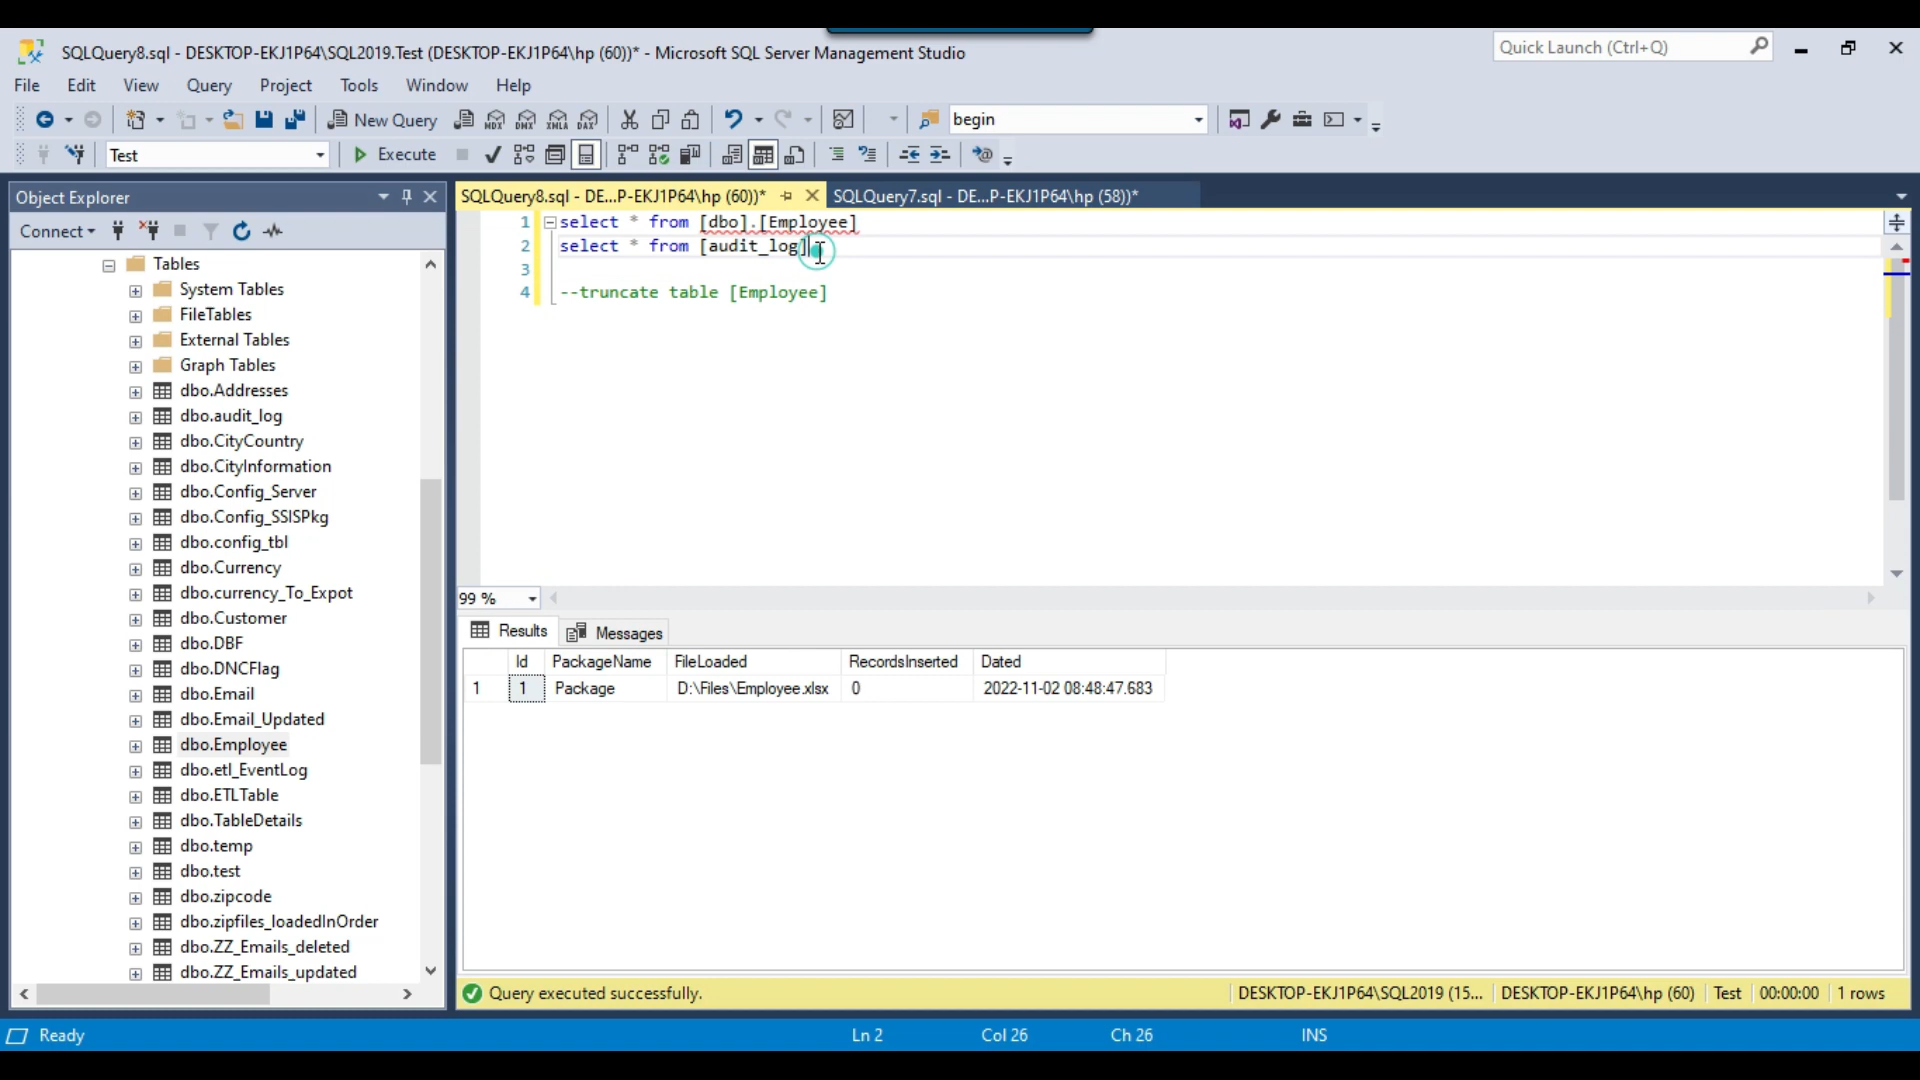 SQLQuery8.sql - DESKTOP-EKJ1P64\SQL2019.Test (DESKTOP-EKJ1P64\hp (60))* - Microsoft SQL Server Management Studio
Quick Launch (Ctrl+Q)
File Edit View Query Project Tools Window Help
New Query MDX DMX XMLA DAX begin
Test Execute
Object Explorer
SQLQuery8.sql - DE...P-EKJ1P64\hp (60))* SQLQuery7.sql - DE...P-EKJ1P64\hp (58))*
Connect
Tables
System Tables
FileTables
External Tables
Graph Tables
dbo.Addresses
dbo.audit_log
dbo.CityCountry
dbo.CityInformation
dbo.Config_Server
dbo.Config_SSISPkg
dbo.config_tbl
dbo.Currency
dbo.currency_To_Expot
dbo.Customer
dbo.DBF
dbo.DNCFlag
dbo.Email
dbo.Email_Updated
dbo.Employee
dbo.etl_EventLog
dbo.ETLTable
dbo.TableDetails
dbo.temp
dbo.test
dbo.zipcode
dbo.zipfiles_loadedInOrder
dbo.ZZ_Emails_deleted
dbo.ZZ_Emails_updated
1 select * from [dbo].[Employee]
2 select * from [audit_log]
3
4 --truncate table [Employee]
99 %
Results Messages
Id PackageName FileLoaded RecordsInserted Dated
1 1 Package D:\Files\Employee.xlsx 0 2022-11-02 08:48:47.683
Query executed successfully. DESKTOP-EKJ1P64\SQL2019 (15... DESKTOP-EKJ1P64\hp (60) Test 00:00:00 1 rows
Ready Ln 2 Col 26 Ch 26 INS